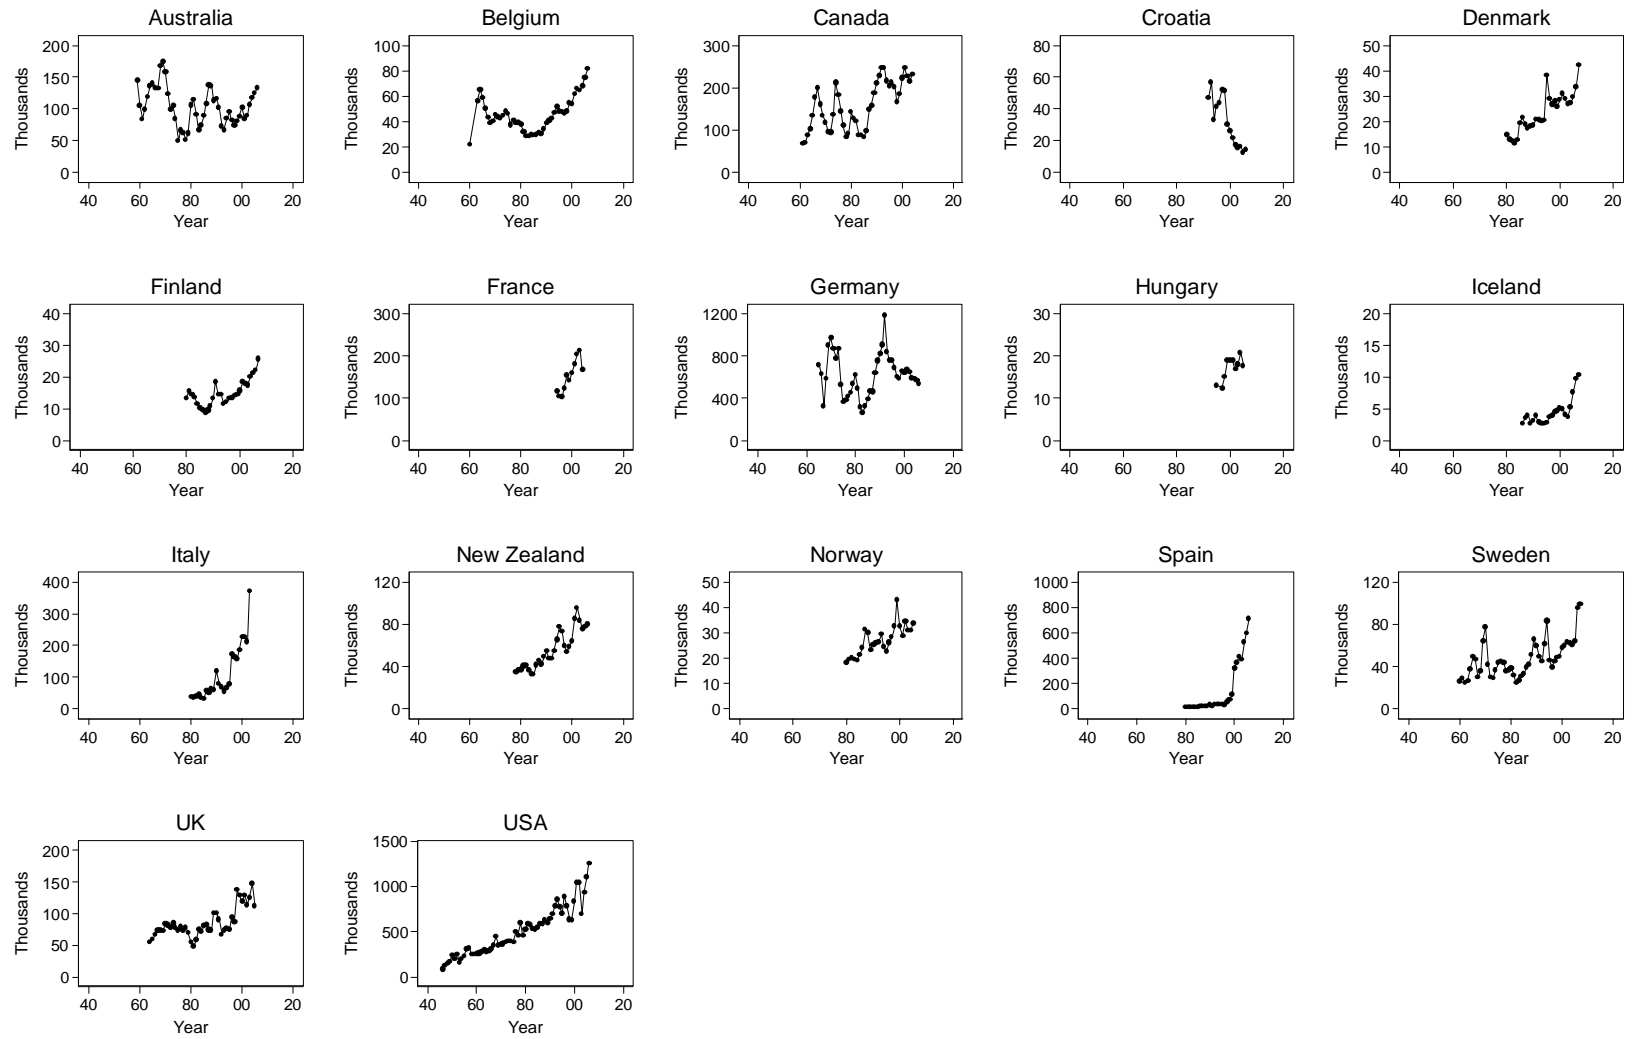 Australia
Thousands
200
150
100
50
0
40 60 80 00 20
Year
Belgium
Thousands
100
80
60
40
20
0
40 60 80 00 20
Year
Canada
Thousands
300
200
100
0
40 60 80 00 20
Year
Croatia
Thousands
80
60
40
20
0
40 60 80 00 20
Year
Denmark
Thousands
50
40
30
20
10
0
40 60 80 00 20
Year
Finland
Thousands
40
30
20
10
0
40 60 80 00 20
Year
France
Thousands
300
200
100
0
40 60 80 00 20
Year
Germany
Thousands
1200
800
400
0
40 60 80 00 20
Year
Hungary
Thousands
30
20
10
0
40 60 80 00 20
Year
Iceland
Thousands
20
15
10
5
0
40 60 80 00 20
Year
Italy
Thousands
400
300
200
100
0
40 60 80 00 20
Year
New Zealand
Thousands
120
80
40
0
40 60 80 00 20
Year
Norway
Thousands
50
40
30
20
10
0
40 60 80 00 20
Year
Spain
Thousands
1000
800
600
400
200
0
40 60 80 00 20
Year
Sweden
Thousands
120
80
40
0
40 60 80 00 20
Year
UK
Thousands
200
150
100
50
0
40 60 80 00 20
Year
USA
Thousands
1500
1000
500
0
40 60 80 00 20
Year